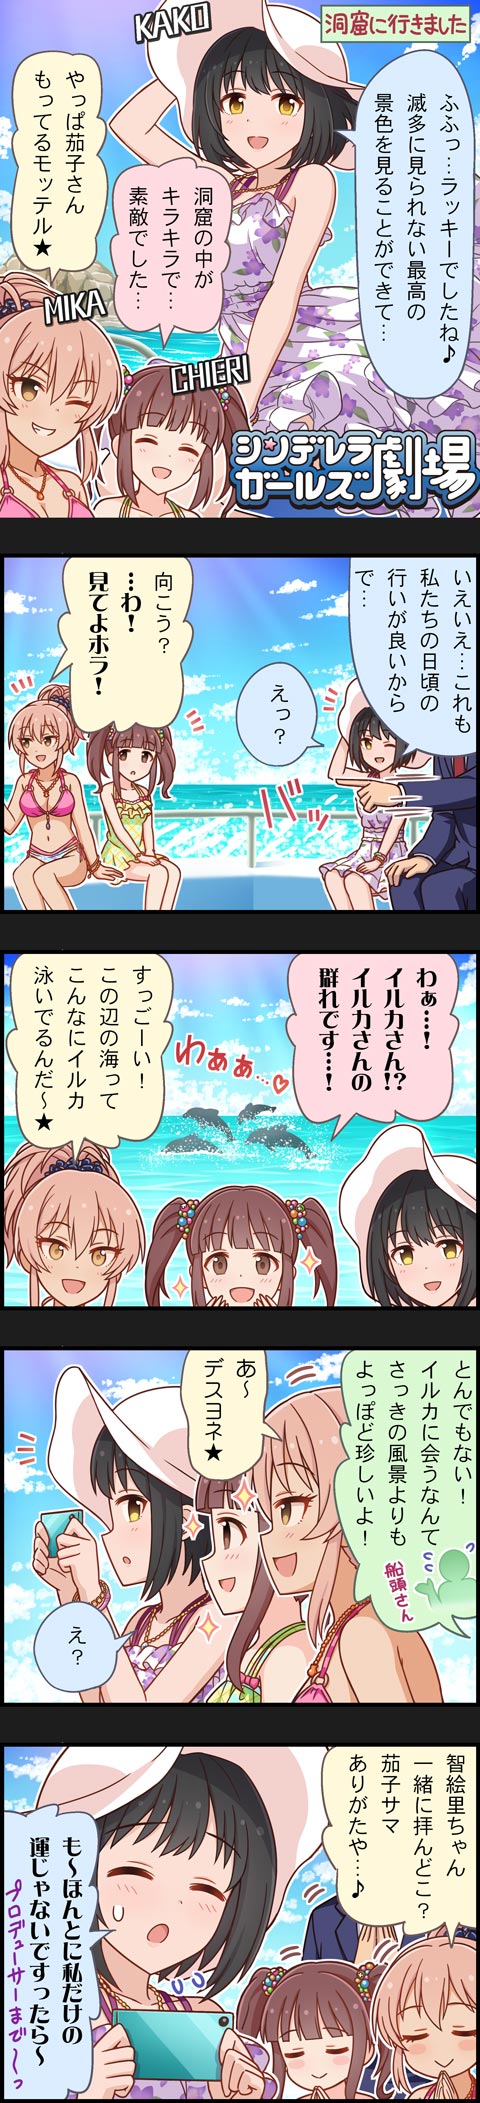 洞窟に行きました
KAKO
ふふっ…ラッキーでしたね♪
滅多に見られない最高の
景色を見ることができて…
洞窟の中が
キラキラで…
素敵でした…
やっぱ茄子さん
もってるモッテル★
MIKA
CHIERI
シンデレラ
ガールズ劇場
いえいえ…これも
私たちの日頃の
行いが良いから
で…
えっ?
バッ
向こう?
…わ!
見てよホラ!
わぁ…!
イルカさん!?
イルカさんの
群れです…!
わぁぁ…♡
すっごーい!
この辺の海って
こんなにイルカ
泳いでるんだ〜★
とんでもない!
イルカに会うなんて
さっきの風景よりも
よっぽど珍しいよ!
船頭さん
あ〜
デスヨネ★
え?
智絵里ちゃん
一緒に拝んどこ?
茄子サマ
ありがたや…♪
も〜ほんとに私だけの
運じゃないですったら〜
プロデューサーまで〜っ